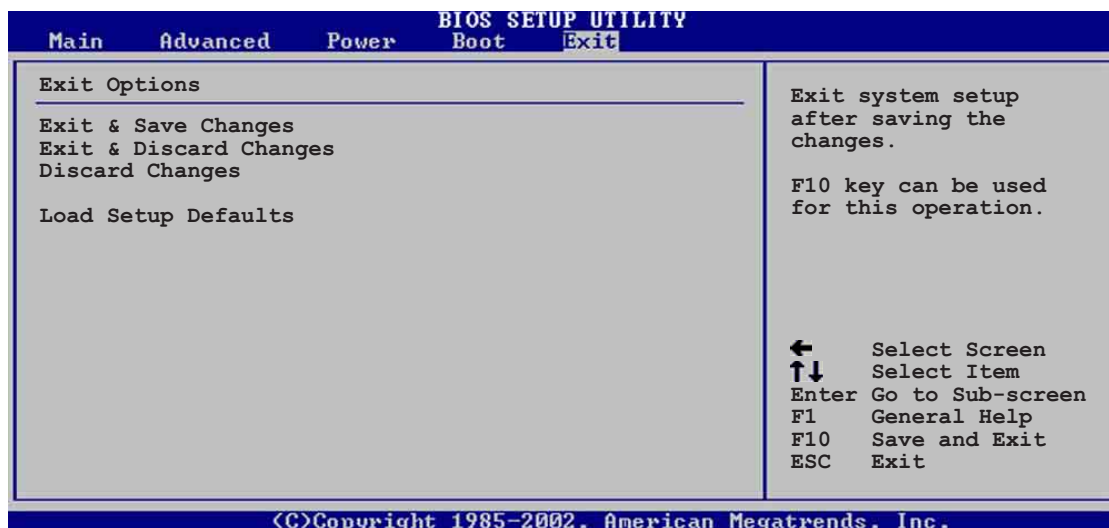 BIOS SETUP UTILITY
Main Advanced Power Boot Exit
Exit Options
Exit & Save Changes
Exit & Discard Changes
Discard Changes
Load Setup Defaults
Exit system setup
after saving the
changes.
F10 key can be used
for this operation.
← Select Screen
↑↓ Select Item
Enter Go to Sub-screen
F1 General Help
F10 Save and Exit
ESC Exit
(C)Copyright 1985-2002, American Megatrends, Inc.